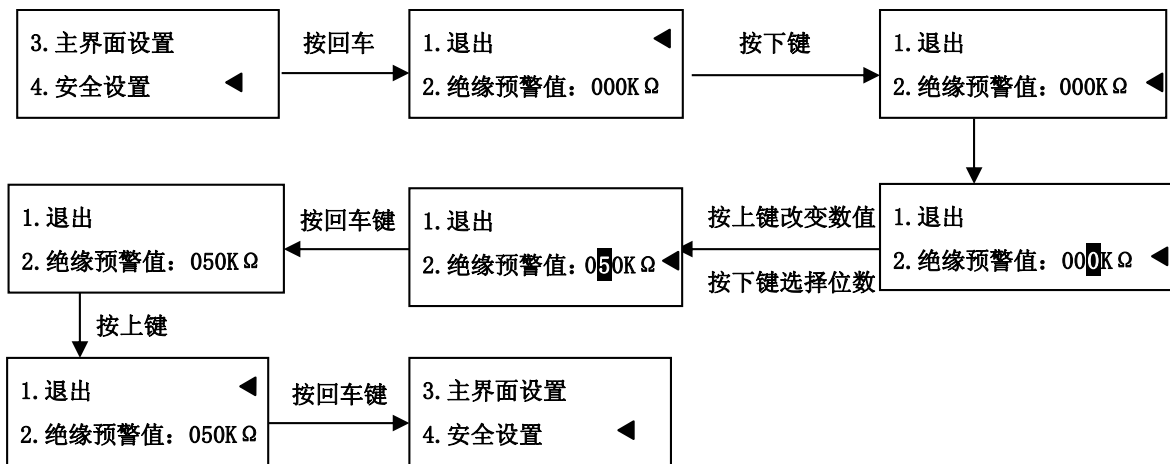 3.主界面设置
4.安全设置
按回车
1.退出
2.绝缘预警值：000KΩ
按下键
1.退出
2.绝缘预警值：000KΩ
1.退出
2.绝缘预警值：000KΩ
按上键改变数值
按下键选择位数
1.退出
2.绝缘预警值：050KΩ
按回车键
1.退出
2.绝缘预警值：050KΩ
按上键
1.退出
2.绝缘预警值：050KΩ
按回车键
3.主界面设置
4.安全设置